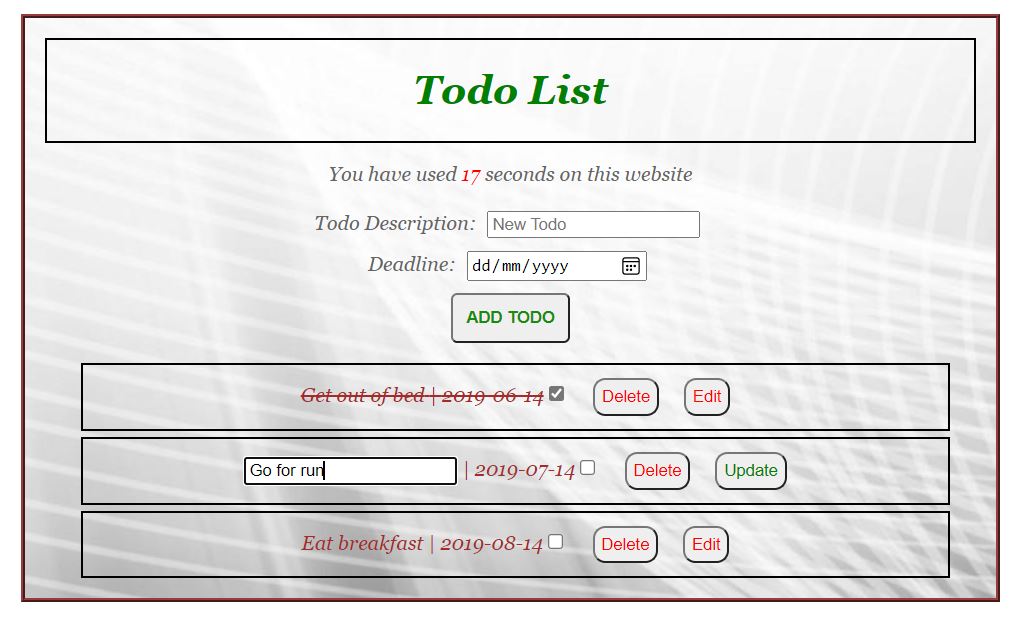 Todo List
You have used 17 seconds on this website
Todo Description: New Todo
Deadline: dd/mm/yyyy
ADD TODO
Get out of bed | 2019-06-14 Delete Edit
Go for run | 2019-07-14 Delete Update
Eat breakfast | 2019-08-14 Delete Edit